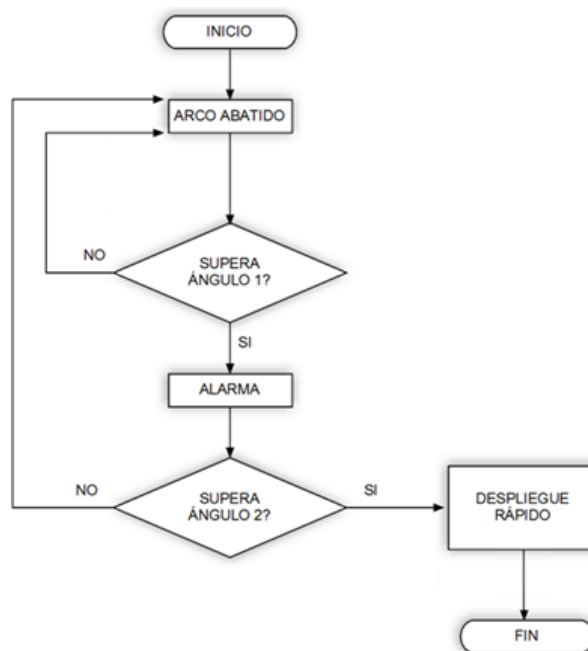 INICIO
ARCO ABATIDO
NO
SUPERA
ÁNGULO 1?
SI
ALARMA
NO
SUPERA
ÁNGULO 2?
SI
DESPLIEGUE
RÁPIDO
FIN